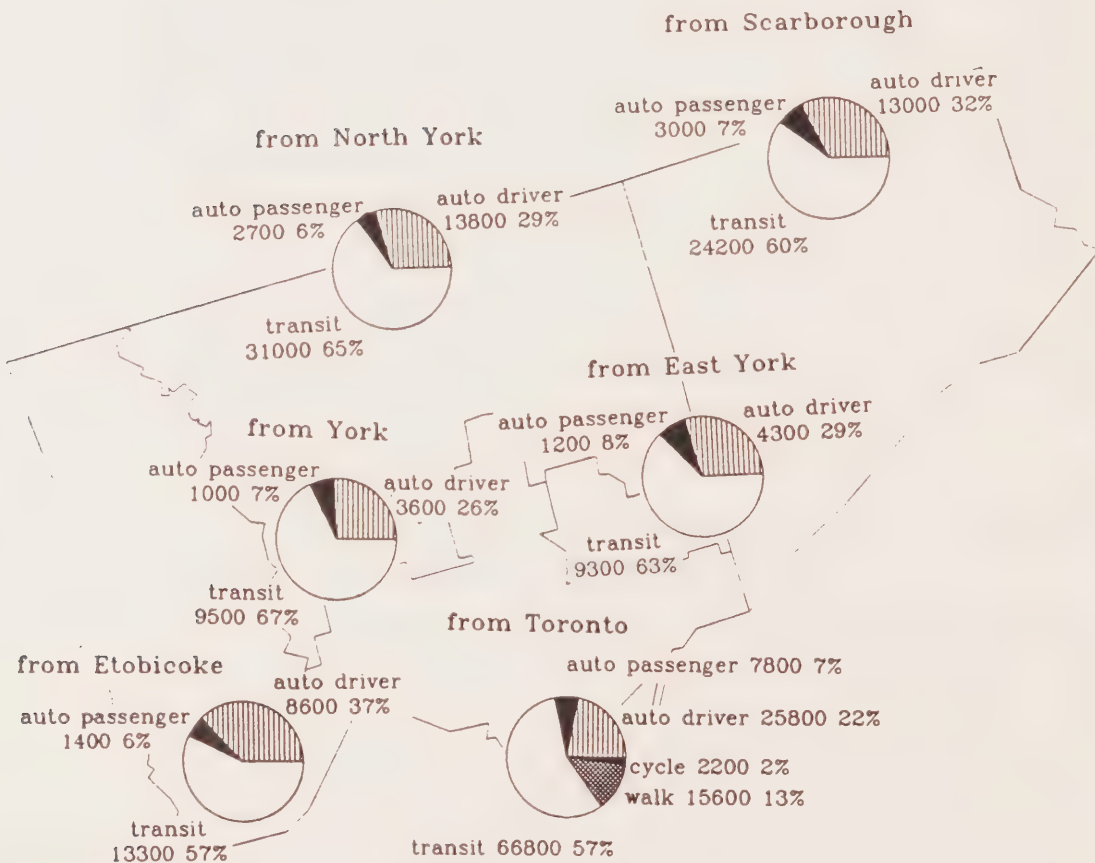 from Scarborough
auto passenger
3000 7%
auto driver
13000 32%
transit
24200 60%
from North York
auto passenger
2700 6%
auto driver
13800 29%
transit
31000 65%
from East York
auto passenger
1200 8%
auto driver
4300 29%
transit
9300 63%
from York
auto passenger
1000 7%
auto driver
3600 26%
transit
9500 67%
from Etobicoke
auto passenger
1400 6%
auto driver
8600 37%
transit
13300 57%
from Toronto
auto passenger 7800 7%
auto driver 25800 22%
cycle 2200 2%
walk 15600 13%
transit 66800 57%